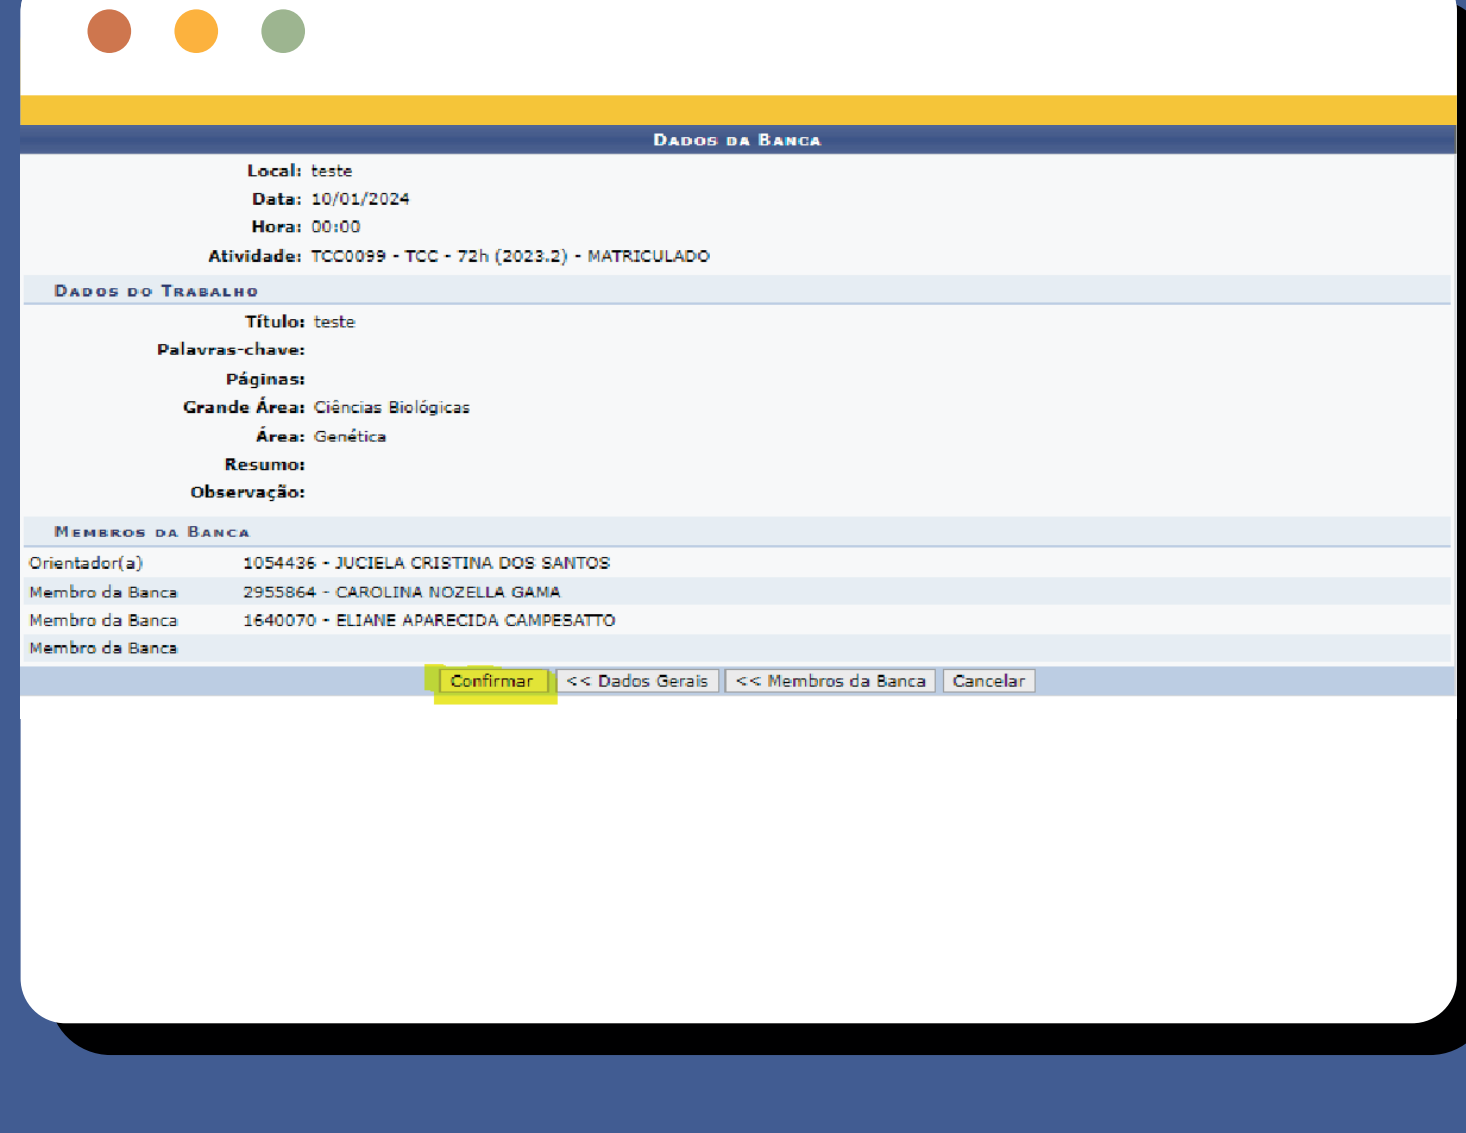 DADOS DA BANCA
Local: teste
Data: 10/01/2024
Hora: 00:00
Atividade: TCC0099 - TCC - 72h (2023.2) - MATRICULADO
DADOS DO TRABALHO
Título: teste
Palavras-chave:
Páginas:
Grande Área: Ciências Biológicas
Área: Genética
Resumo:
Observação:
MEMBROS DA BANCA
Orientador(a) 1054436 - JUCIELA CRISTINA DOS SANTOS
Membro da Banca 2955864 - CAROLINA NOZELLA GAMA
Membro da Banca 1640070 - ELIANE APARECIDA CAMPESATTO
Membro da Banca
Confirmar << Dados Gerais << Membros da Banca Cancelar